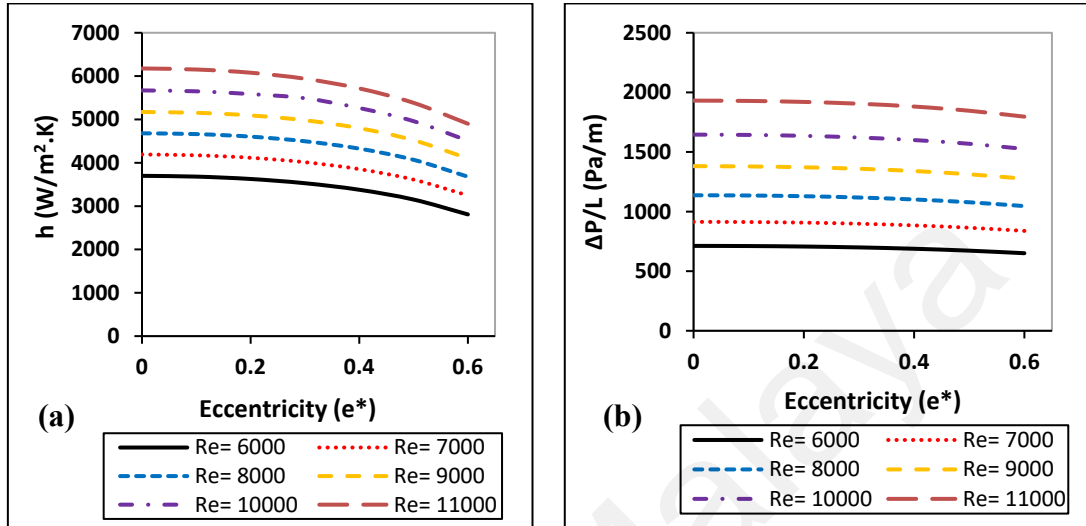 7000
6000
5000
4000
3000
2000
1000
0
h (W/m².K)
0 0.2 0.4 0.6
Eccentricity (e*)
(a)
Re= 6000 Re= 7000
Re= 8000 Re= 9000
Re= 10000 Re= 11000
2500
2000
1500
1000
500
0
ΔP/L (Pa/m)
0 0.2 0.4 0.6
Eccentricity (e*)
(b)
Re= 6000 Re= 7000
Re= 8000 Re= 9000
Re= 10000 Re= 11000
Malaya